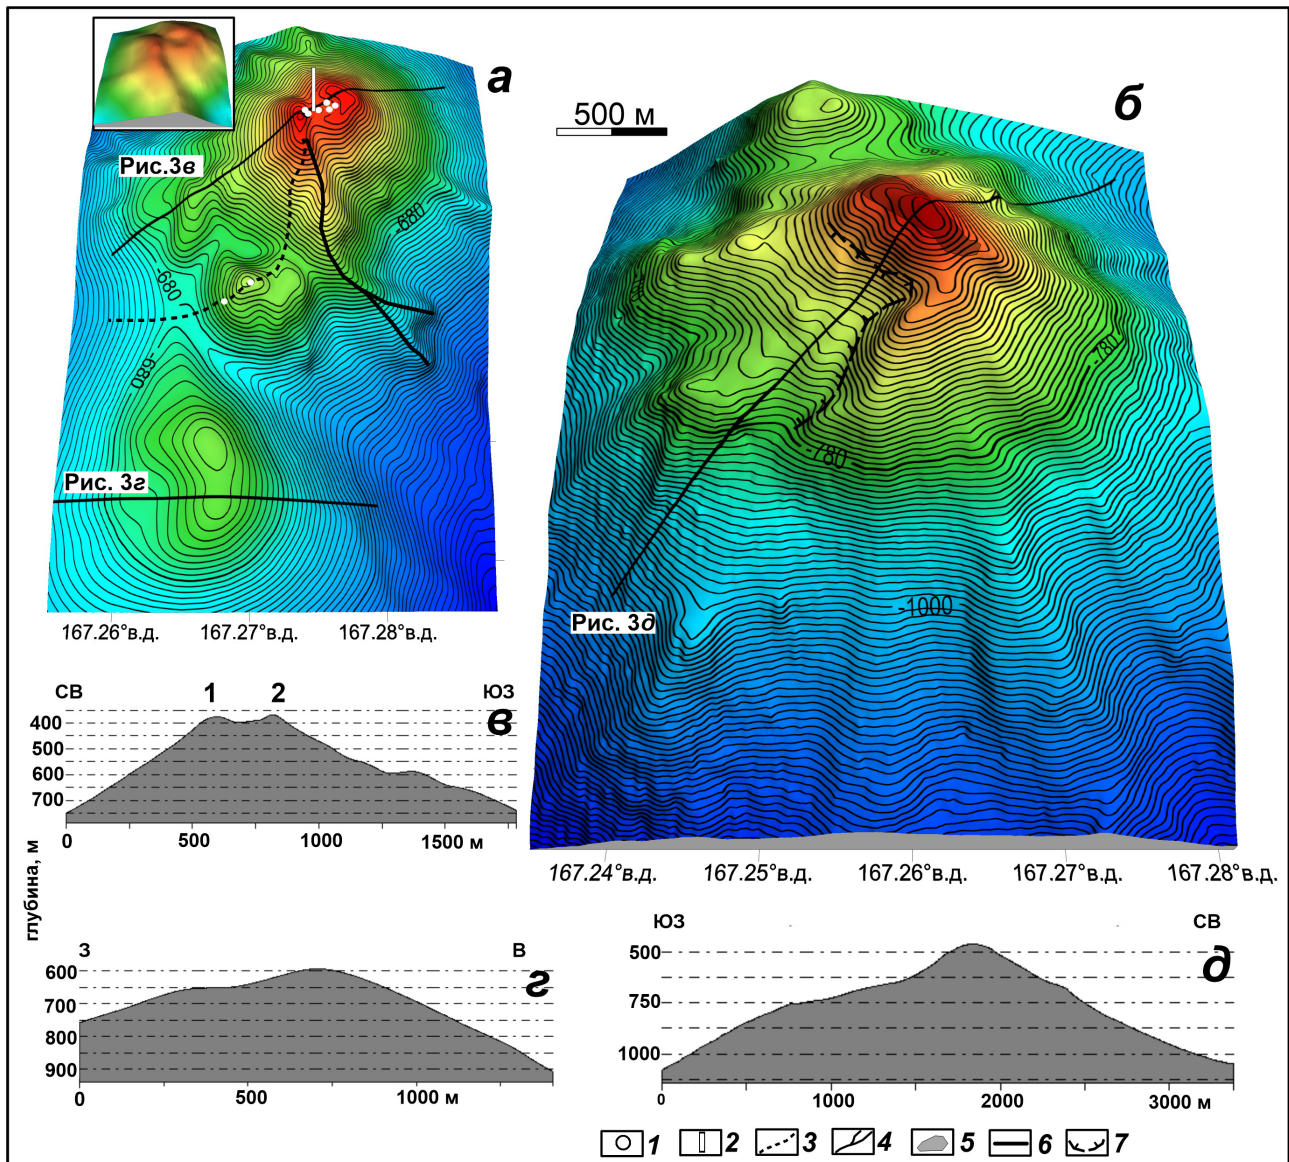 а
Рис.3в
-680
-680
680
Рис. 3г
167.26°в.д.
167.27°в.д.
167.28°в.д.
500 м
б
-780
-780
-780
-1000
Рис. 3д
167.24°в.д.
167.25°в.д.
167.26°в.д.
167.27°в.д.
167.28°в.д.
СВ
1
2
ЮЗ
в
400
500
600
700
0
500
1000
1500 м
глубина, м
З
В
г
600
700
800
900
0
500
1000 м
ЮЗ
СВ
д
500
750
1000
0
1000
2000
3000 м
1
2
3
4
5
6
7